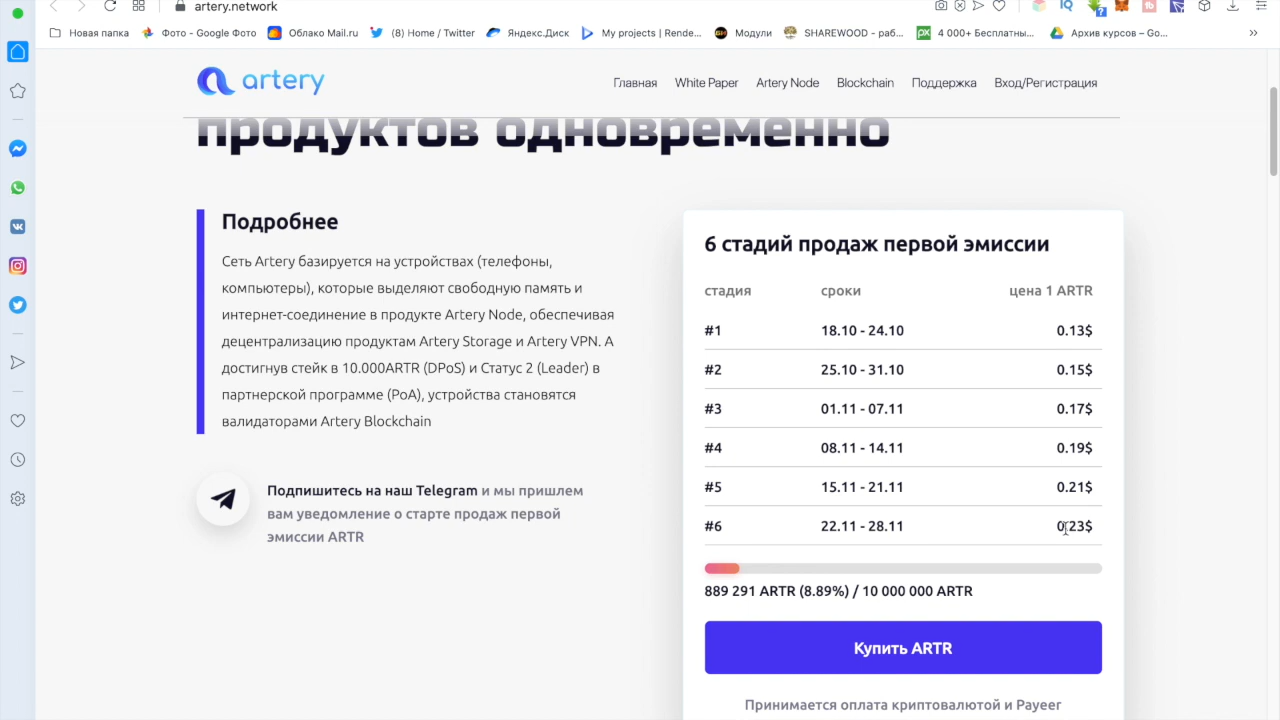 artery.network
Новая папка
Фото - Google Фото
Облако Mail.ru
(8) Home / Twitter
Яндекс.Диск
My projects | Rende...
Модули
SHAREWOOD - раб...
4 000+ Бесплатны...
Архив курсов – Go...
artery
Главная
White Paper
Artery Node
Blockchain
Поддержка
Вход/Регистрация
продуктов одновременно
Подробнее
Сеть Artery базируется на устройствах (телефоны,
компьютеры), которые выделяют свободную память и
интернет-соединение в продукте Artery Node, обеспечивая
децентрализацию продуктам Artery Storage и Artery VPN. А
достигнув стейк в 10.000ARTR (DPoS) и Статус 2 (Leader) в
партнерской программе (PoA), устройства становятся
валидаторами Artery Blockchain
Подпишитесь на наш Telegram и мы пришлем
вам уведомление о старте продаж первой
эмиссии ARTR
6 стадий продаж первой эмиссии
стадия сроки цена 1 ARTR
#1 18.10 - 24.10 0.13$
#2 25.10 - 31.10 0.15$
#3 01.11 - 07.11 0.17$
#4 08.11 - 14.11 0.19$
#5 15.11 - 21.11 0.21$
#6 22.11 - 28.11 0.23$
889 291 ARTR (8.89%) / 10 000 000 ARTR
Купить ARTR
Принимается оплата криптовалютой и Payeer